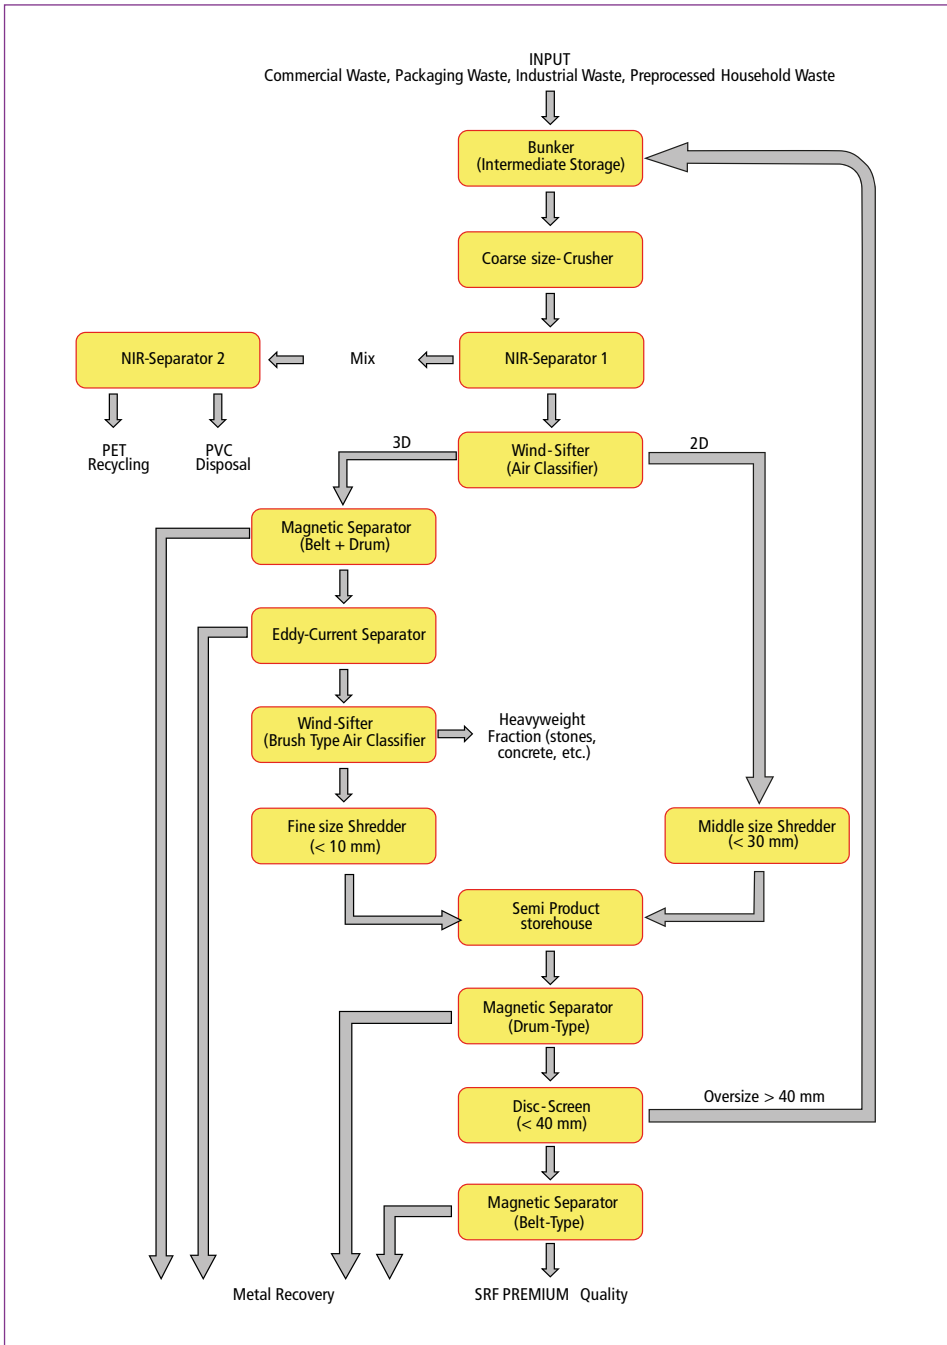 INPUT
Commercial Waste, Packaging Waste, Industrial Waste, Preprocessed Household Waste
Bunker
(Intermediate Storage)
Coarse size-Crusher
NIR-Separator 2
Mix
NIR-Separator 1
PET
Recycling
PVC
Disposal
3D
Wind-Sifter
(Air Classifier)
2D
Magnetic Separator
(Belt + Drum)
Eddy-Current Separator
Wind-Sifter
(Brush Type Air Classifier
Heavyweight
Fraction (stones,
concrete, etc.)
Fine size Shredder
(< 10 mm)
Middle size Shredder
(< 30 mm)
Semi Product
storehouse
Magnetic Separator
(Drum-Type)
Disc-Screen
(< 40 mm)
Oversize > 40 mm
Magnetic Separator
(Belt-Type)
Metal Recovery
SRF PREMIUM Quality